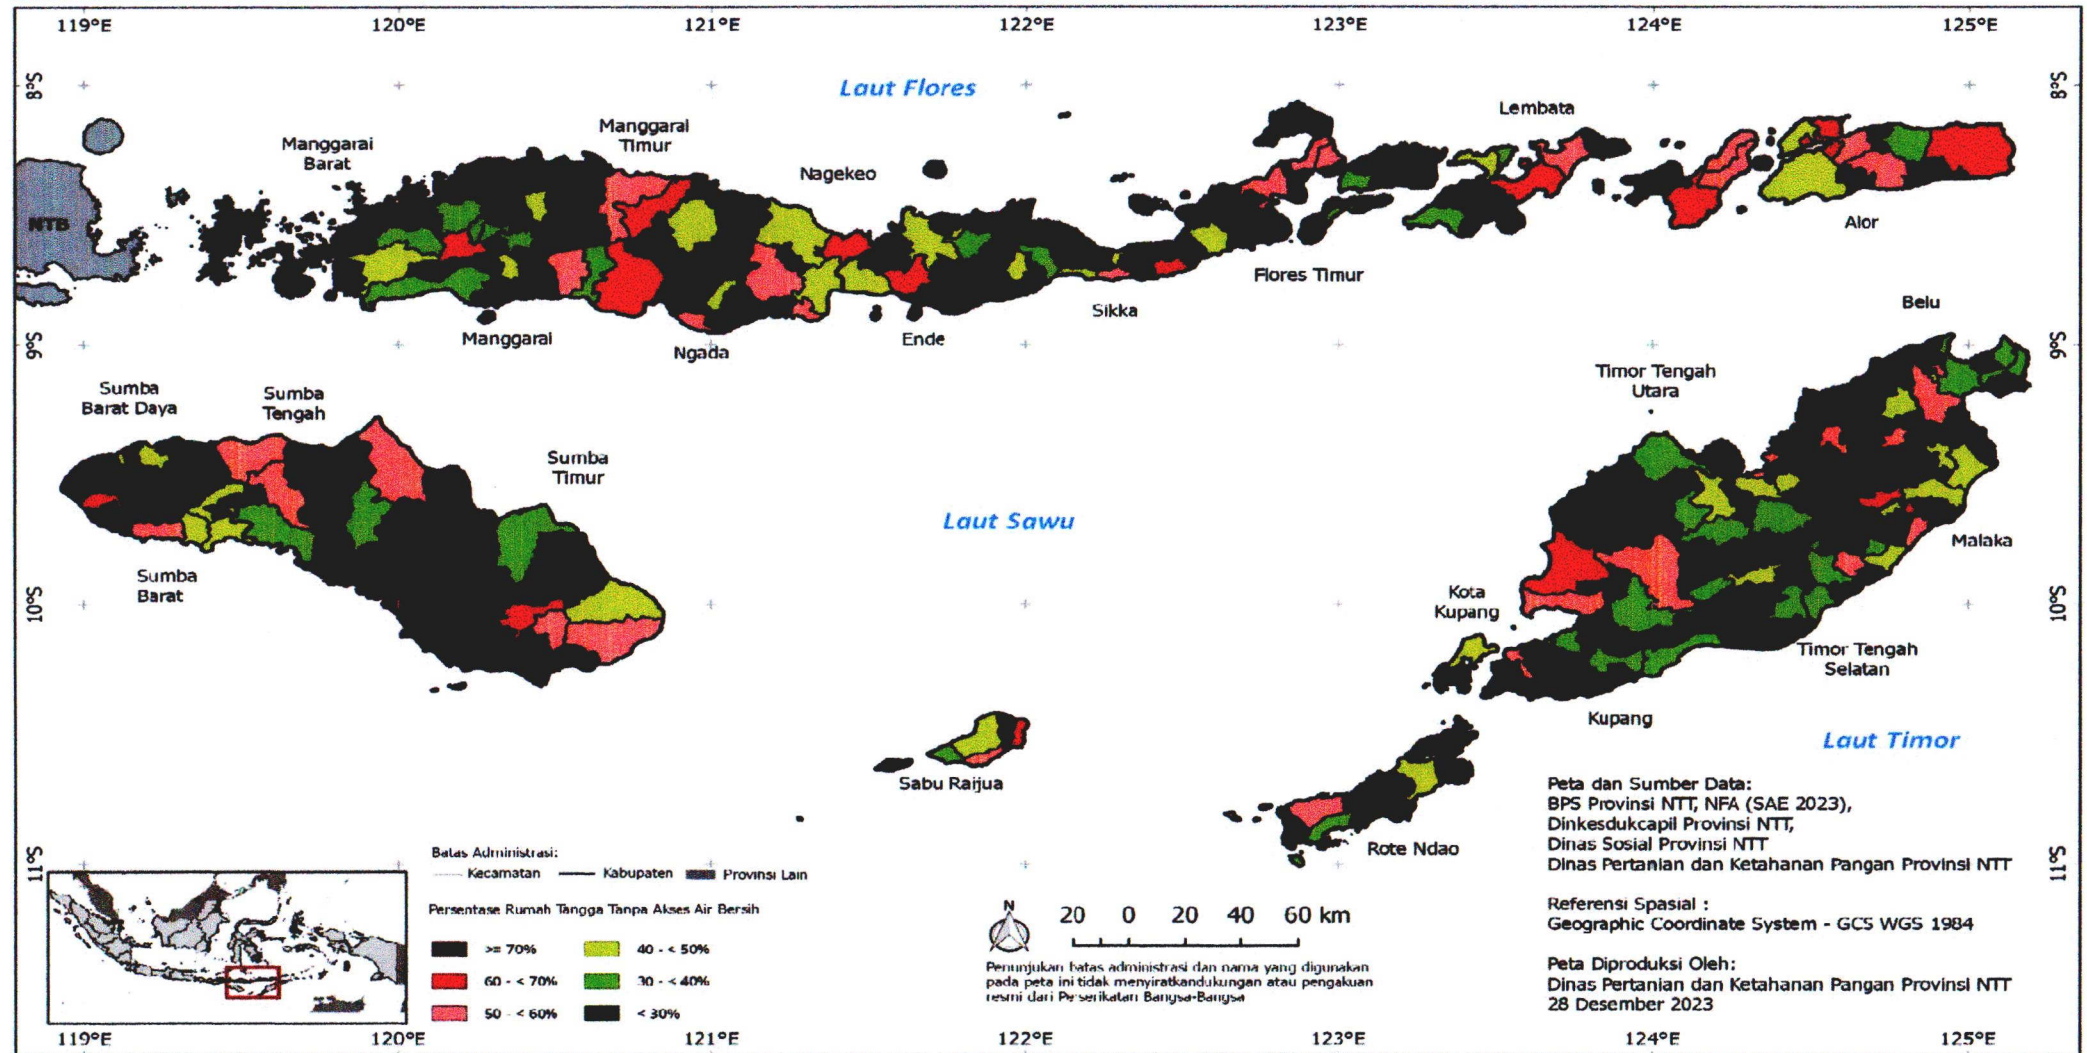 119°E 120°E 121°E 122°E 123°E 124°E 125°E
8°S 8°S
Laut Flores
Lembata
Manggarai
Timur
Manggarai
Barat
Nagekeo
NTB
Alor
Flores Timur
Sikka
Belu
Manggarai
Ende
Ngada
9°S 9°S
Timor Tengah
Utara
Sumba
Barat Daya
Sumba
Tengah
Sumba
Timur
Laut Sawu
Malaka
Sumba
Barat
Kota
Kupang
10°S 10°S
Timor Tengah
Selatan
Kupang
Laut Timor
Sabu Raijua
Rote Ndao
11°S 11°S
Batas Administrasi:
Kecamatan Kabupaten Provinsi Lain
Persentase Rumah Tangga Tanpa Akses Air Bersih
>= 70% 40 - < 50%
60 - < 70% 30 - < 40%
50 - < 60% < 30%
N
20 0 20 40 60 km
Penunjukan batas administrasi dan nama yang digunakan
pada peta ini tidak menyiratkandukungan atau pengakuan
resmi dari Perserikatan Bangsa-Bangsa
Peta dan Sumber Data:
BPS Provinsi NTT, NFA (SAE 2023),
Dinkesdukcapil Provinsi NTT,
Dinas Sosial Provinsi NTT
Dinas Pertanian dan Ketahanan Pangan Provinsi NTT
Referensi Spasial :
Geographic Coordinate System - GCS WGS 1984
Peta Diproduksi Oleh:
Dinas Pertanian dan Ketahanan Pangan Provinsi NTT
28 Desember 2023
119°E 120°E 121°E 122°E 123°E 124°E 125°E